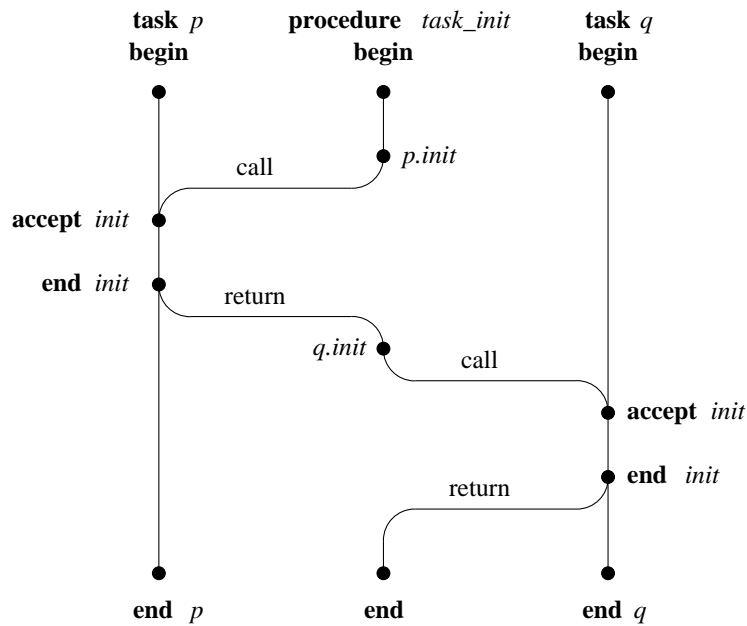 task p procedure task_init task q
begin begin begin
p.init
call
accept init
end init
return
q.init
call
accept init
end init
return
end p end end q